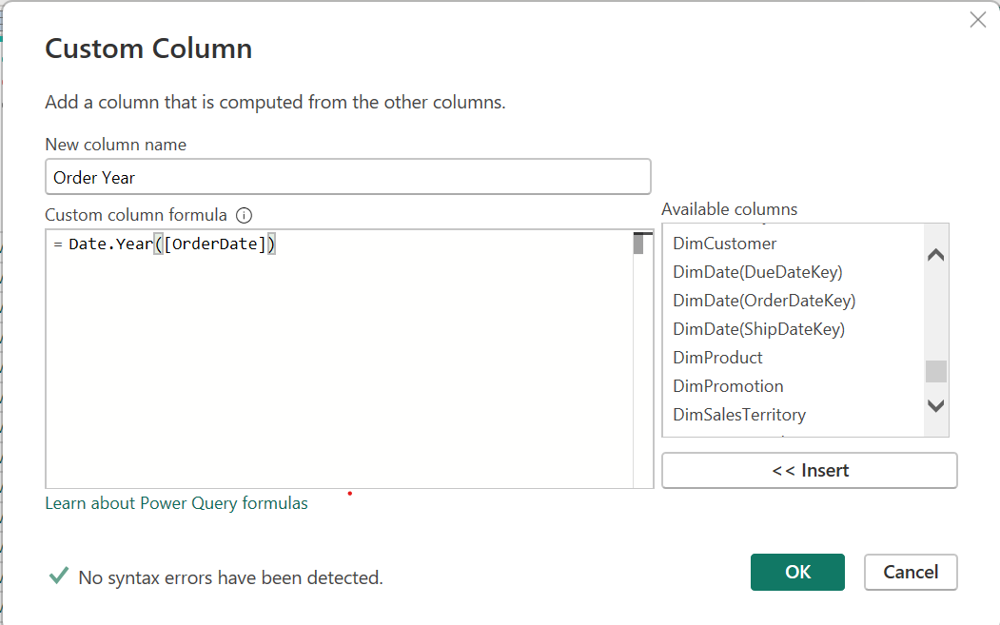 Custom Column
Add a column that is computed from the other columns.
New column name
Order Year
Custom column formula
Available columns
= Date.Year([OrderDate])
DimCustomer
DimDate(DueDateKey)
DimDate(OrderDateKey)
DimDate(ShipDateKey)
DimProduct
DimPromotion
DimSalesTerritory
<< Insert
Learn about Power Query formulas
No syntax errors have been detected.
OK
Cancel